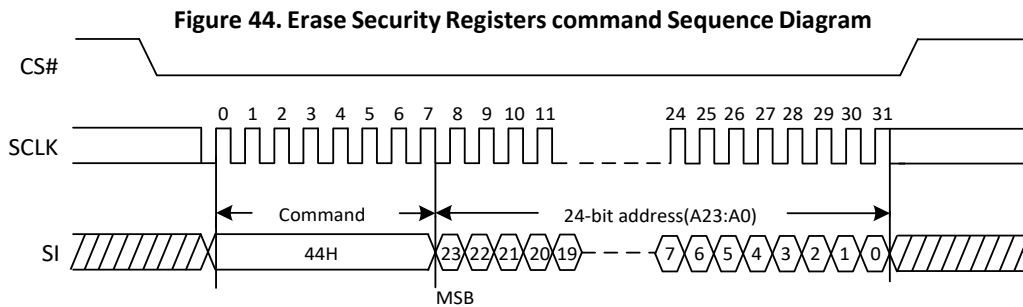 Figure 44. Erase Security Registers command Sequence Diagram
CS#
0 1 2 3 4 5 6 7 8 9 10 11 24 25 26 27 28 29 30 31
SCLK
Command 24-bit address(A23:A0)
SI 44H 23 22 21 20 19 7 6 5 4 3 2 1 0
MSB